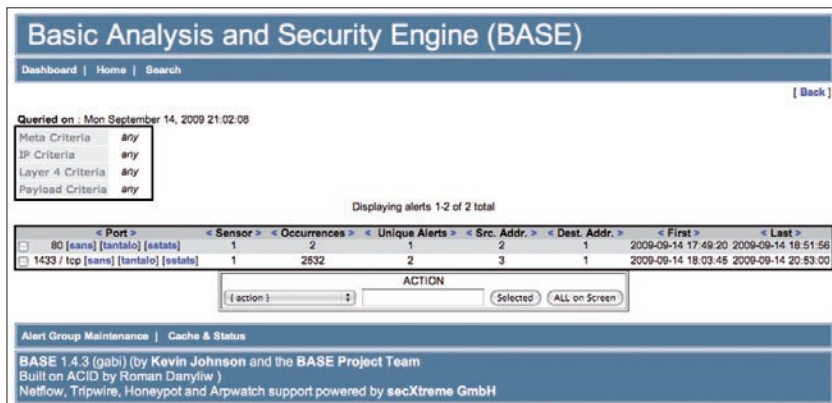 Basic Analysis and Security Engine (BASE)
Dashboard | Home | Search
[ Back ]
Queried on : Mon September 14, 2009 21:02:08
Meta Criteria any
IP Criteria any
Layer 4 Criteria any
Payload Criteria any
Displaying alerts 1-2 of 2 total
< Port > < Sensor > < Occurrences > < Unique Alerts > < Src. Addr. > < Dest. Addr. > < First > < Last >
80 [sans] [tantalo] [sstats] 1 2 1 2 1 2009-09-14 17:49:20 2009-09-14 18:51:56
1433 / tcp [sans] [tantalo] [sstats] 1 2532 2 3 1 2009-09-14 18:03:45 2009-09-14 20:53:00
ACTION
{ action } Selected ALL on Screen
Alert Group Maintenance | Cache & Status
BASE 1.4.3 (gabi) (by Kevin Johnson and the BASE Project Team
Built on ACID by Roman Danyliw )
Netflow, Tripwire, Honeypot and Arpwatch support powered by secXtreme GmbH